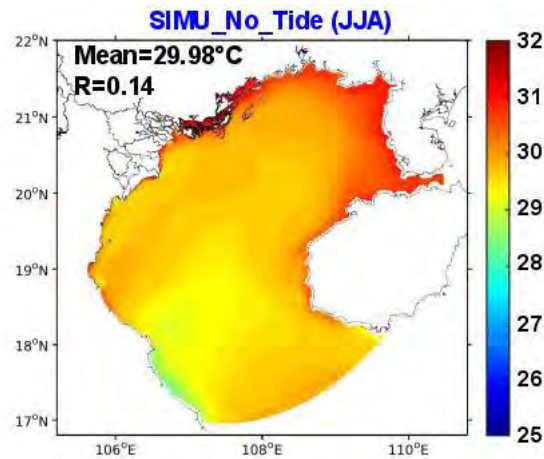 SIMU_No_Tide (JJA)
Mean=29.98°C
R=0.14
22°N
21°N
20°N
19°N
18°N
17°N
106°E
108°E
110°E
32
31
30
29
28
27
26
25